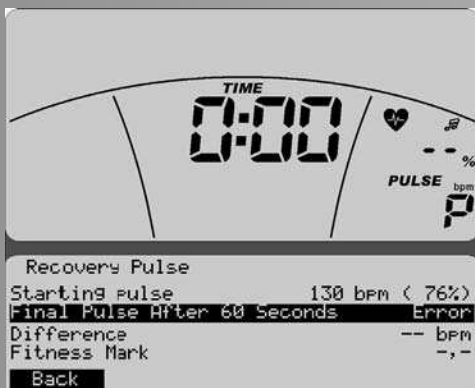 TIME
0:00
-- %
PULSE bpm
P
Recovery Pulse
Starting pulse 130 bpm ( 76%)
Final Pulse After 60 Seconds Error
Difference -- bpm
Fitness Mark -,-
Back